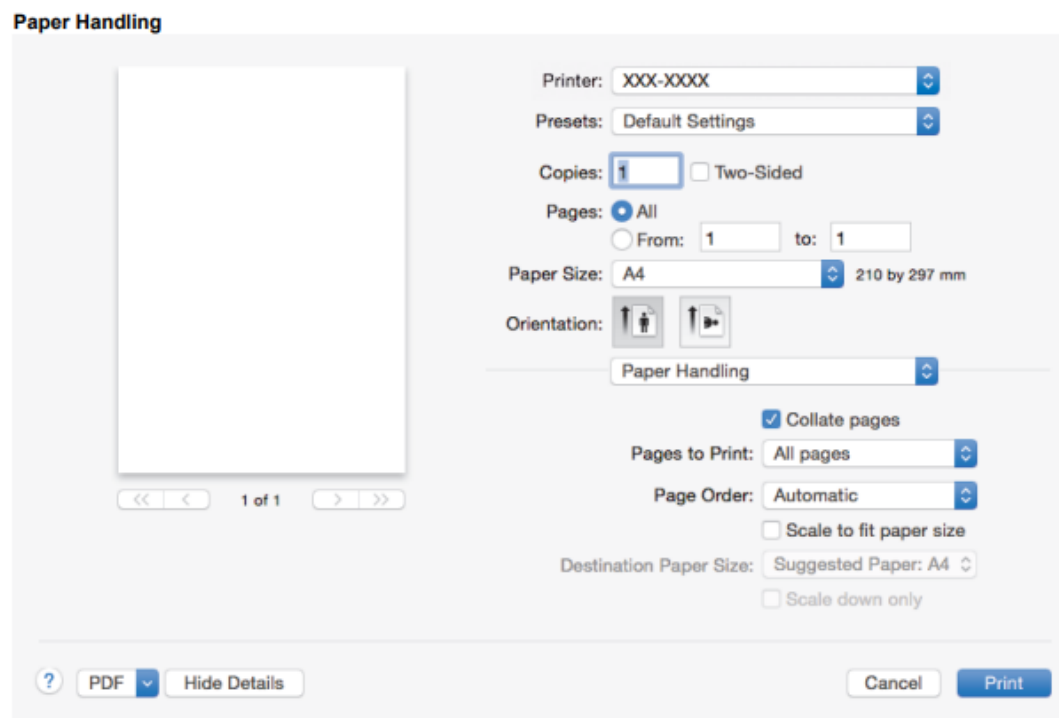 Paper Handling
Printer: XXX-XXXX
Presets: Default Settings
Copies: 1 Two-Sided
Pages: All
From: 1 to: 1
Paper Size: A4 210 by 297 mm
Orientation:
Paper Handling
Collate pages
Pages to Print: All pages
Page Order: Automatic
Scale to fit paper size
Destination Paper Size: Suggested Paper: A4
Scale down only
<< < 1 of 1 > >>
? PDF Hide Details Cancel Print